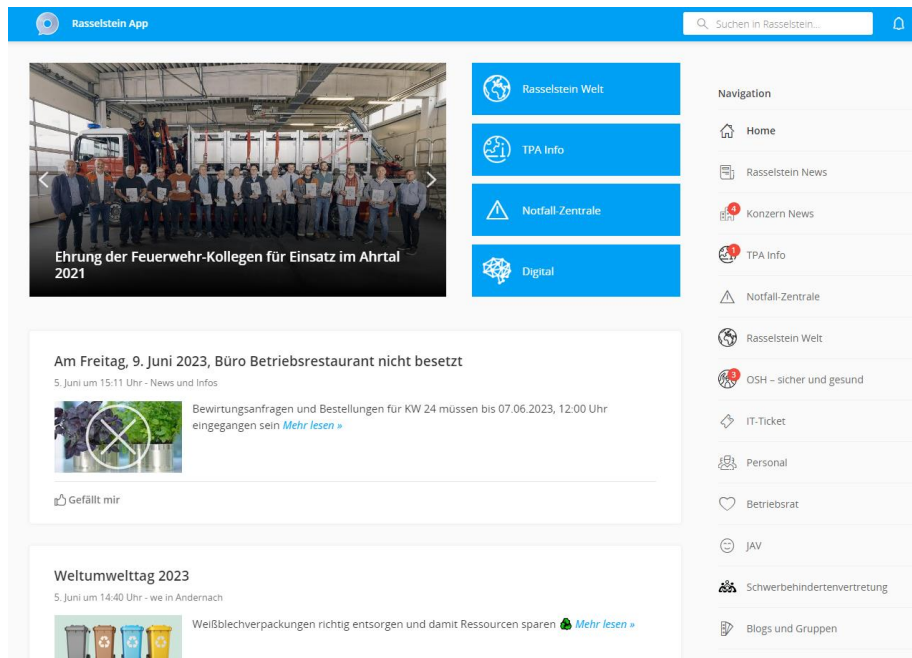 Rasselstein App
Suchen in Rasselstein...
Ehrung der Feuerwehr-Kollegen für Einsatz im Ahrtal
2021
Rasselstein Welt
TPA Info
Notfall-Zentrale
Digital
Am Freitag, 9. Juni 2023, Büro Betriebsrestaurant nicht besetzt
5. Juni um 15:11 Uhr - News und Infos
Bewirtungsanfragen und Bestellungen für KW 24 müssen bis 07.06.2023, 12:00 Uhr
eingegangen sein Mehr lesen »
Gefällt mir
Weltumwelttag 2023
5. Juni um 14:40 Uhr - we in Andernach
Weißblechverpackungen richtig entsorgen und damit Ressourcen sparen Mehr lesen »
Navigation
Home
Rasselstein News
4 Konzern News
1 TPA Info
Notfall-Zentrale
Rasselstein Welt
3 OSH – sicher und gesund
IT-Ticket
Personal
Betriebsrat
JAV
Schwerbehindertenvertretung
Blogs und Gruppen